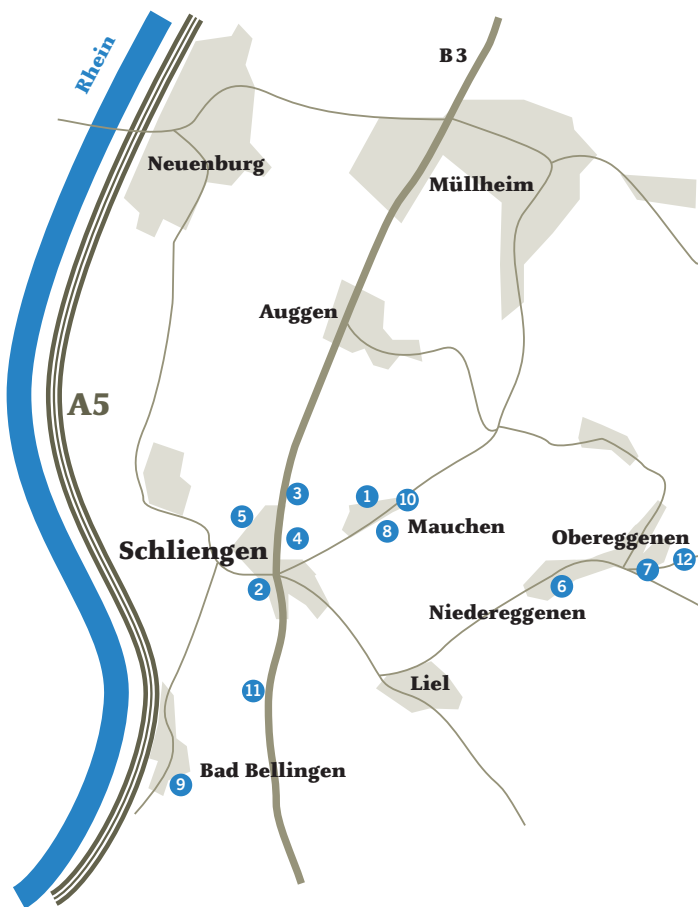 B 3
Rhein
Neuenburg
Müllheim
Auggen
A5
3
1
10
5
Mauchen
8
4
Schliengen
Obereggenen
12
7
6
2
Niedereggenen
Liel
11
Bad Bellingen
9